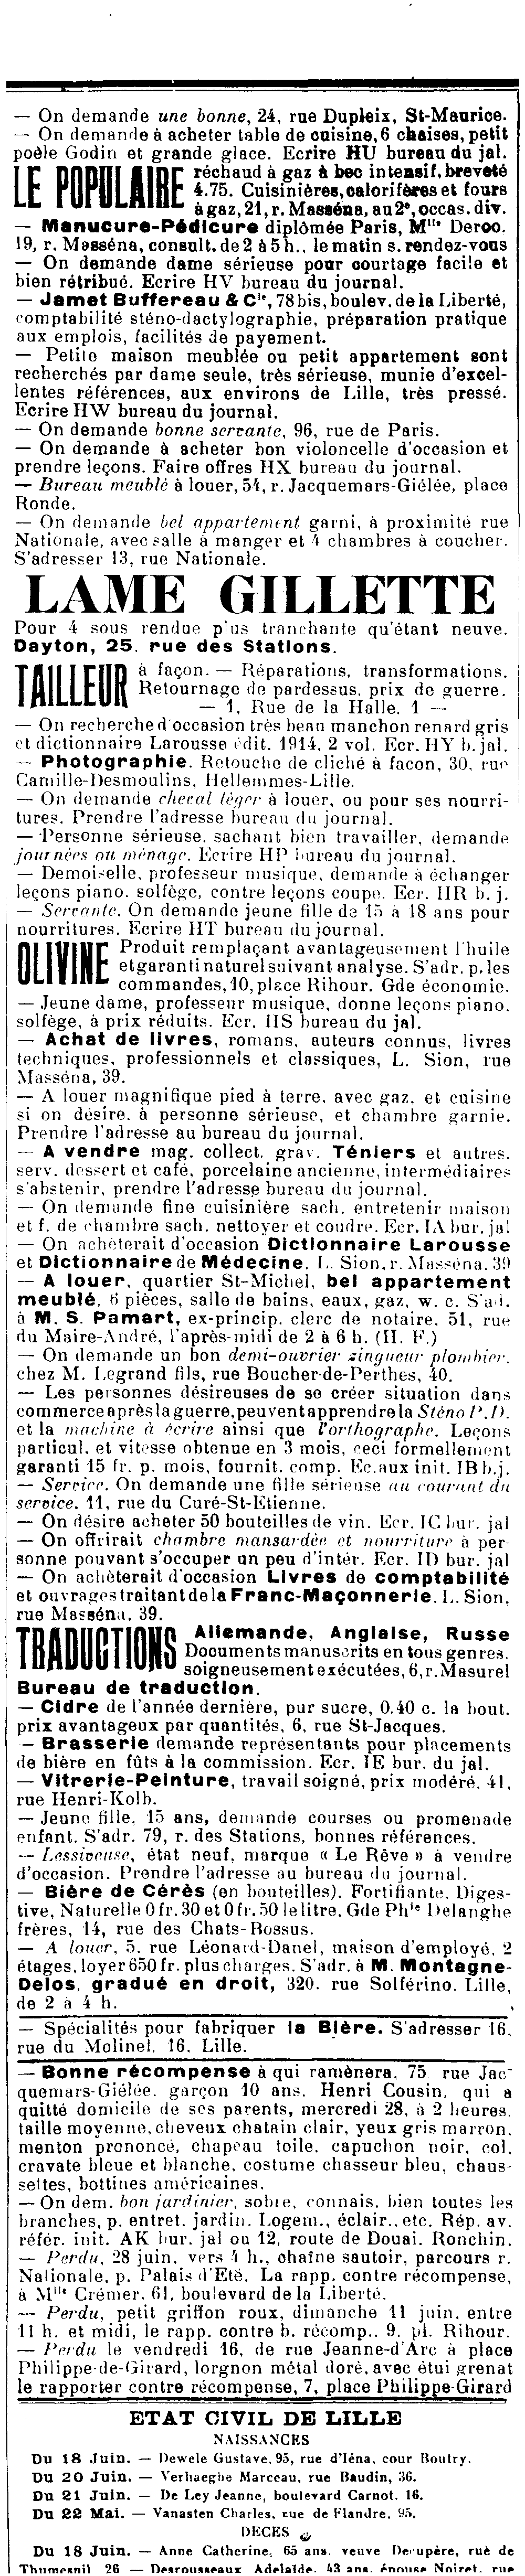 — On demande une bonne, 24, rue Dupleix, St-Maurice.
— On demande à acheter table de cuisine, 6 chaises, petit
poêle Godin et grande glace. Ecrire HU bureau du jal.
LE POPULAIRE réchaud à gaz à bec intensif, breveté
4.75. Cuisinières, calorifères et fours
à gaz, 21, r. Masséna, au 2e, occas. div.
— Manucure-Pédicure diplômée Paris, Mlle Deroo.
19, r. Masséna, consult. de 2 à 5 h., le matin s. rendez-vous
— On demande dame sérieuse pour courtage facile et
bien rétribué. Ecrire HV bureau du journal.
— Jamet Buffereau & Cie, 78 bis, boulev. de la Liberté,
comptabilité sténo-dactylographie, préparation pratique
aux emplois, facilités de payement.
— Petite maison meublée ou petit appartement sont
recherchés par dame seule, très sérieuse, munie d'excel-
lentes références, aux environs de Lille, très pressé.
Ecrire HW bureau du journal.
— On demande bonne servante, 96, rue de Paris.
— On demande à acheter bon violoncelle d'occasion et
prendre leçons. Faire offres HX bureau du journal.
— Bureau meublé à louer, 54, r. Jacquemars-Giélée, place
Ronde.
— On demande bel appartement garni, à proximité rue
Nationale, avec salle à manger et 4 chambres à coucher.
S'adresser 13, rue Nationale.
LAME GILLETTE
Pour 4 sous rendue plus tranchante qu'étant neuve.
Dayton, 25. rue des Stations.
TAILLEUR à façon. — Réparations, transformations.
Retournage de pardessus, prix de guerre.
— 1, Rue de la Halle, 1 —
— On recherche d'occasion très beau manchon renard gris
et dictionnaire Larousse édit. 1914, 2 vol. Ecr. HY b. jal.
— Photographie. Retouche de cliché à facon, 30, rue
Camille-Desmoulins, Hellemmes-Lille.
— On demande cheval léger à louer, ou pour ses nourri-
tures. Prendre l'adresse bureau du journal.
— Personne sérieuse, sachant bien travailler, demande
journées ou ménage. Ecrire HP bureau du journal.
— Demoiselle, professeur musique, demande à échanger
leçons piano, solfège, contre leçons coupe. Ecr. HR b. j.
— Servante. On demande jeune fille de 15 à 18 ans pour
nourritures. Ecrire HT bureau du journal.
OLIVINE Produit remplaçant avantageusement l'huile
et garanti naturel suivant analyse. S'adr. p. les
commandes, 10, place Rihour. Gde économie.
— Jeune dame, professeur musique, donne leçons piano,
solfège, à prix réduits. Ecr. HS bureau du jal.
— Achat de livres, romans, auteurs connus, livres
techniques, professionnels et classiques, L. Sion, rue
Masséna, 39.
— A louer magnifique pied à terre, avec gaz, et cuisine
si on désire, à personne sérieuse, et chambre garnie.
Prendre l'adresse au bureau du journal.
— A vendre mag. collect. grav. Téniers et autres.
serv. dessert et café, porcelaine ancienne, intermédiaires
s'abstenir, prendre l'adresse bureau du journal.
— On demande fine cuisinière sach. entretenir maison
et f. de chambre sach. nettoyer et coudre. Ecr. IA bur. jal
— On achèterait d'occasion Dictionnaire Larousse
et Dictionnaire de Médecine. L. Sion, r. Masséna. 39
— A louer, quartier St-Michel, bel appartement
meublé, 6 pièces, salle de bains, eaux, gaz, w. c. S'ad.
à M. S. Pamart, ex-princip. clerc de notaire, 51, rue
du Maire-André, l'après-midi de 2 à 6 h. (H. F.)
— On demande un bon demi-ouvrier zingueur plombier.
chez M. Legrand fils, rue Boucher-de-Perthes, 40.
— Les personnes désireuses de se créer situation dans
commerce après la guerre, peuvent apprendre la Sténo P.D.
et la machine à écrire ainsi que l'orthographe. Leçons
particul. et vitesse obtenue en 3 mois, ceci formellement
garanti 15 fr. p. mois, fournit. comp. Ec. aux init. IB b. j.
— Service. On demande une fille sérieuse au courant du
service. 11, rue du Curé-St-Etienne.
— On désire acheter 50 bouteilles de vin. Ecr. IC bur. jal
— On offrirait chambre mansardée et nourriture à per-
sonne pouvant s'occuper un peu d'intér. Ecr. ID bur. jal
— On achèterait d'occasion Livres de comptabilité
et ouvrages traitant de la Franc-Maçonnerie. L. Sion,
rue Masséna, 39.
TRADUCTIONS Allemande, Anglaise, Russe
Documents manuscrits en tous genres.
soigneusement exécutées, 6, r. Masurel
Bureau de traduction.
— Cidre de l'année dernière, pur sucre, 0.40 c. la bout.
prix avantageux par quantités, 6, rue St-Jacques.
— Brasserie demande représentants pour placements
de bière en fûts à la commission. Ecr. IE bur. du jal.
— Vitrerie-Peinture, travail soigné, prix modéré. 41,
rue Henri-Kolb.
— Jeune fille, 15 ans, demande courses ou promenade
enfant. S'adr. 79, r. des Stations, bonnes références.
— Lessiveuse, état neuf, marque « Le Rêve » à vendre
d'occasion. Prendre l'adresse au bureau du journal.
— Bière de Cérès (en bouteilles). Fortifiante. Diges-
tive, Naturelle 0 fr. 30 et 0 fr. 50 le litre. Gde Phie Delanghe
frères, 14, rue des Chats-Bossus.
— A louer, 5, rue Léonard-Danel, maison d'employé, 2
étages, loyer 650 fr. plus charges. S'adr. à M. Montagne-
Delos, gradué en droit, 320, rue Solférino, Lille,
de 2 à 4 h.
— Spécialités pour fabriquer la Bière. S'adresser 16,
rue du Molinel, 16. Lille.
— Bonne récompense à qui ramènera, 75 rue Jac-
quemars-Giélée, garçon 10 ans, Henri Cousin, qui a
quitté domicile de ses parents, mercredi 28, à 2 heures,
taille moyenne, cheveux chatain clair, yeux gris marron,
menton prononcé, chapeau toile, capuchon noir, col,
cravate bleue et blanche, costume chasseur bleu, chaus-
settes, bottines américaines.
— On dem. bon jardinier, sobre, connais. bien toutes les
branches, p. entret. jardin. Logem., éclair., etc. Rép. av.
référ. init. AK bur. jal ou 12, route de Douai. Ronchin.
— Perdu, 28 juin, vers 4 h., chaîne sautoir, parcours r.
Nationale, p. Palais d'Eté. La rapp. contre récompense,
à Mlle Crémer. 61, boulevard de la Liberté.
— Perdu, petit griffon roux, dimanche 11 juin, entre
11 h. et midi, le rapp. contre b. récomp.. 9. pl. Rihour.
— Perdu le vendredi 16, de rue Jeanne-d'Arc à place
Philippe-de-Girard, lorgnon métal doré, avec étui grenat
le rapporter contre récompense, 7, place Philippe-Girard
ETAT CIVIL DE LILLE
NAISSANCES
Du 18 Juin. — Dewele Gustave, 95, rue d'Iéna, cour Boutry.
Du 20 Juin. — Verhaeghe Marceau, rue Baudin, 36.
Du 21 Juin. — De Ley Jeanne, boulevard Carnot, 16.
Du 22 Mai. — Vanasten Charles, rue de Flandre, 95.
DECES
Du 18 Juin. — Anne Catherine, 65 ans, veuve Decupère, rue de
Thumesnil 26 — Desrousseaux Adelaïde, 43 ans, épouse Noiret, rue